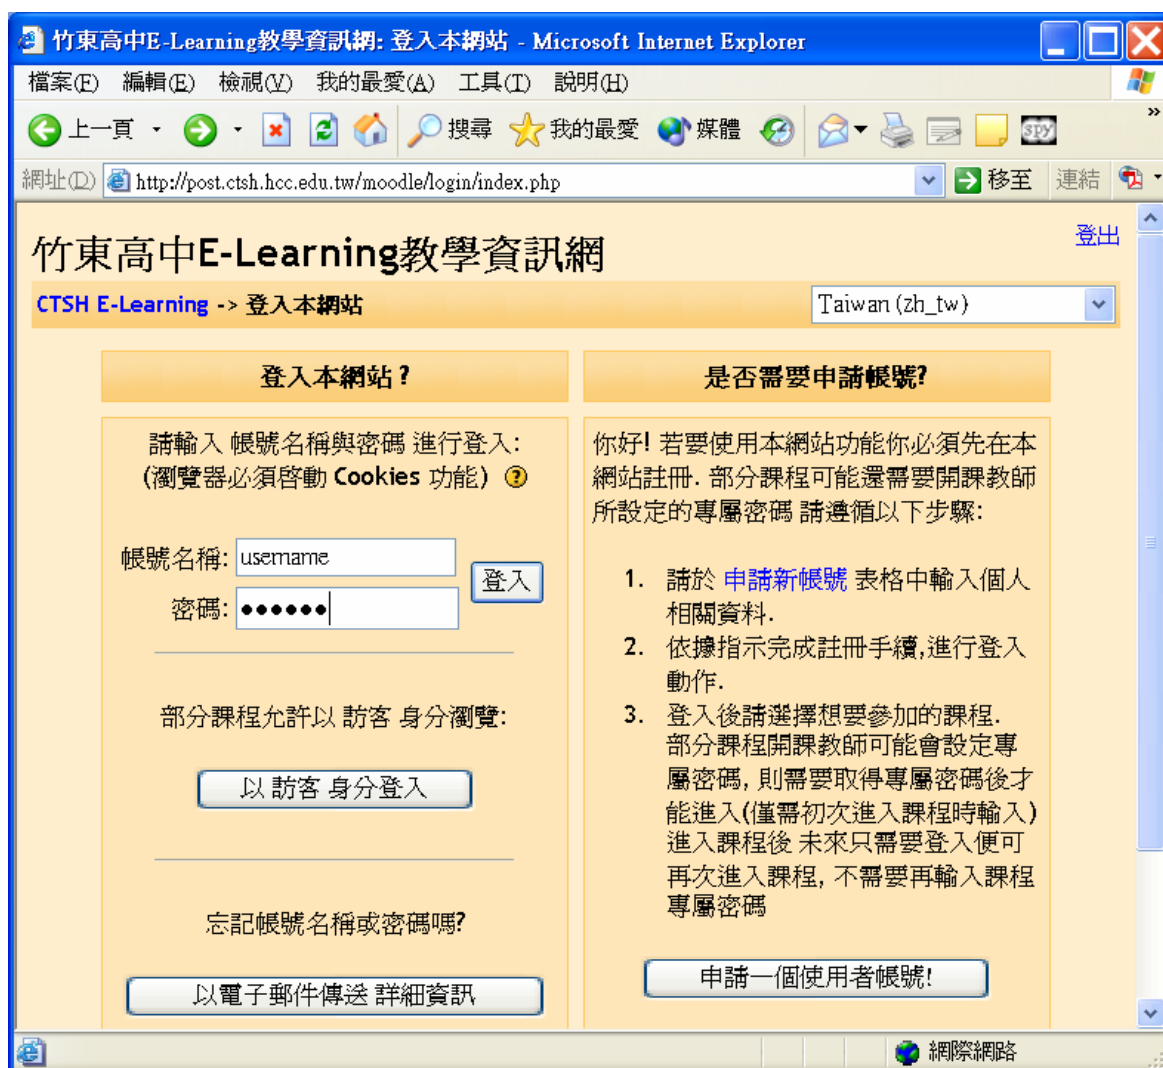 竹東高中E-Learning教學資訊網: 登入本網站 - Microsoft Internet Explorer
檔案(F) 編輯(E) 檢視(V) 我的最愛(A) 工具(T) 說明(H)
上一頁 搜尋 我的最愛 媒體 SPY »
網址(D) http://post.ctsh.hcc.edu.tw/moodle/login/index.php 移至 連結
登出
竹東高中E-Learning教學資訊網
CTSH E-Learning -> 登入本網站 Taiwan (zh_tw)
登入本網站 ?
請輸入 帳號名稱與密碼 進行登入:
(瀏覽器必須啓動 Cookies 功能) ?
帳號名稱: username
密碼: ●●●●●●
登入
部分課程允許以 訪客 身分瀏覽:
以 訪客 身分登入
忘記帳號名稱或密碼嗎?
以電子郵件傳送 詳細資訊
是否需要申請帳號?
你好! 若要使用本網站功能你必須先在本
網站註冊. 部分課程可能還需要開課教師
所設定的專屬密碼 請遵循以下步驟:
1. 請於 申請新帳號 表格中輸入個人
相關資料.
2. 依據指示完成註冊手續,進行登入
動作.
3. 登入後請選擇想要參加的課程.
部分課程開課教師可能會設定專
屬密碼, 則需要取得專屬密碼後才
能進入(僅需初次進入課程時輸入)
進入課程後 未來只需要登入便可
再次進入課程, 不需要再輸入課程
專屬密碼
申請一個使用者帳號!
網際網路